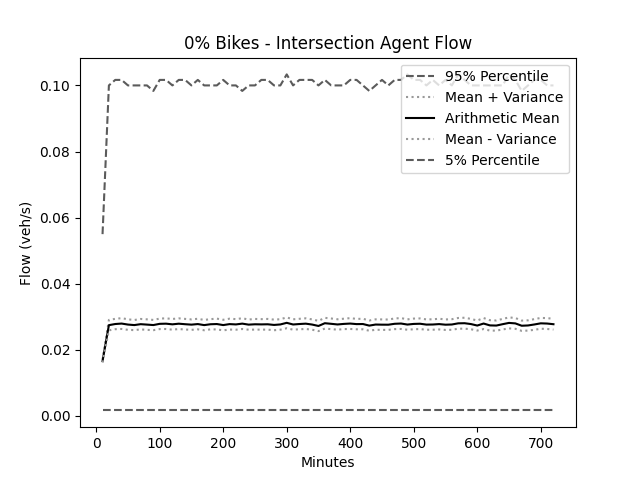 0% Bikes - Intersection Agent Flow
95% Percentile
Mean + Variance
Arithmetic Mean
Mean - Variance
5% Percentile
Flow (veh/s)
0.10
0.08
0.06
0.04
0.02
0.00
0 100 200 300 400 500 600 700
Minutes